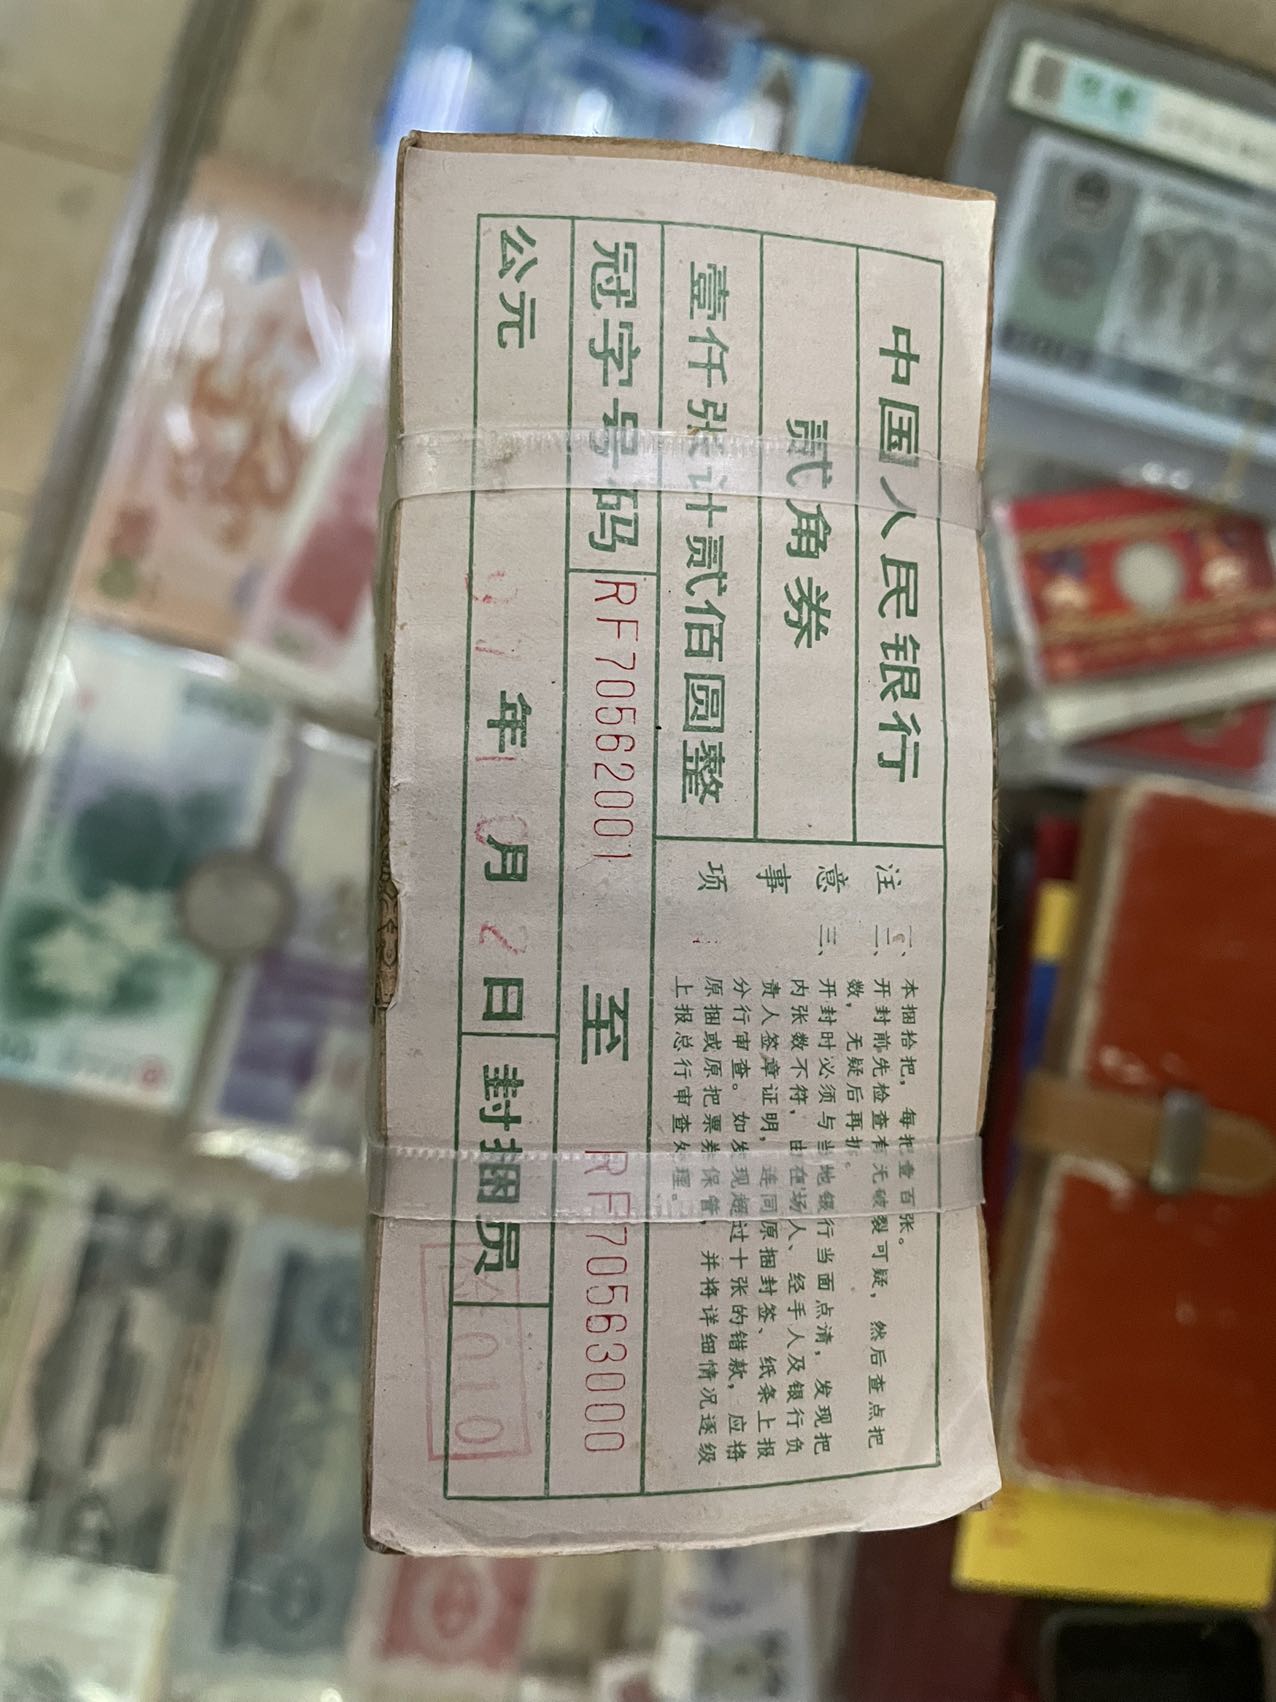 中国人民银行
贰角券
壹仟张计贰佰圆整
冠字号码 RF70562001 至 RF70563000
公元 年 月 2 日 封捆员
010
注意事项
一、本捆拾把，每把壹百张。
二、开封前先检查有无破裂可疑，然后查点把
数，无疑后再拆。
三、开封时必须与当地银行当面点清，发现把
内张数不符，由在场人、经手人及银行负
责人签章证明，连同原捆封签、纸条上报
分行审查。如发现超过十张的错款，应将
原捆或原把票券保管，并将详细情况逐级
上报总行审查处理。